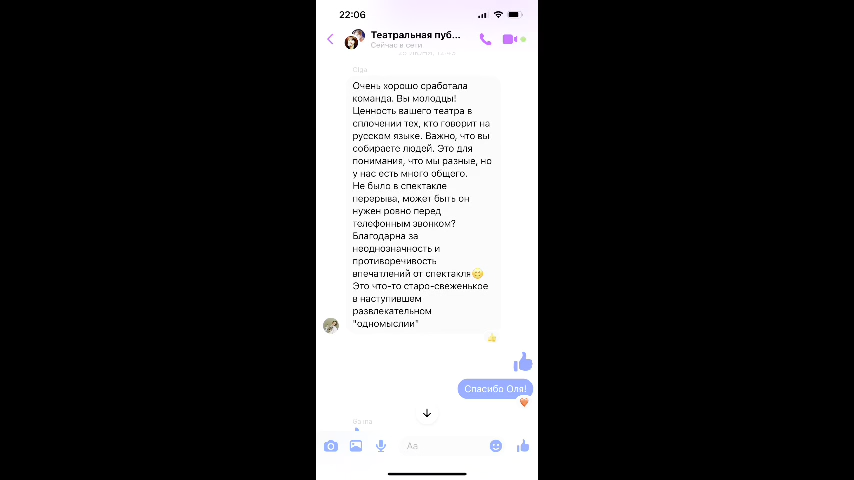 22:06
Театральная пуб...
Сейчас в сети
Olga
Очень хорошо сработала
команда. Вы молодцы!
Ценность вашего театра в
сплочении тех, кто говорит на
русском языке. Важно, что вы
собираете людей. Это для
понимания, что мы разные, но
у нас есть много общего.
Не было в спектакле
перерыва, может быть он
нужен ровно перед
телефонным звонком?
Благодарна за
неоднозначность и
противоречивость
впечатлений от спектакля
Это что-то старо-свеженькое
в наступившем
развлекательном
"одномыслии"
Спасибо Оля!
Aa